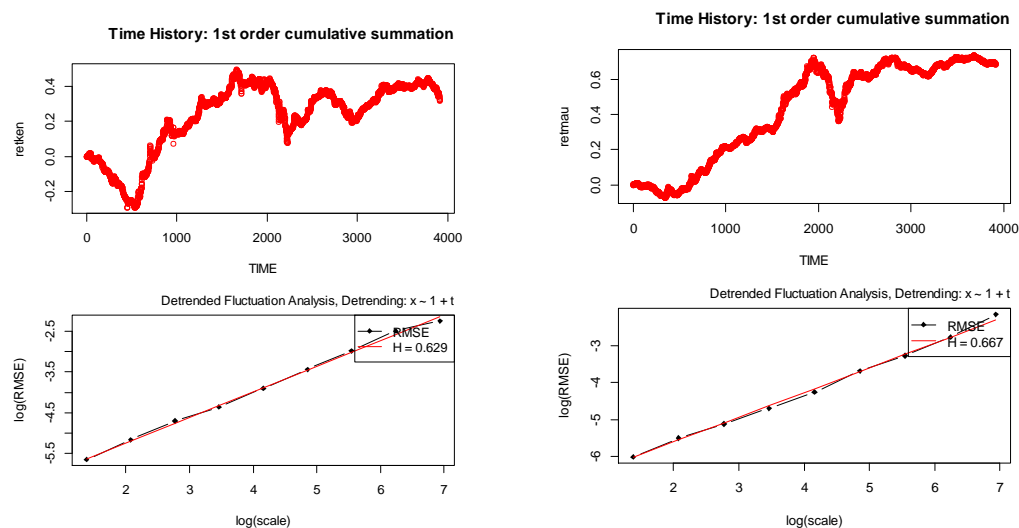 Time History: 1st order cumulative summation
retken
0.4
0.2
0.0
-0.2
0 1000 2000 3000 4000
TIME
Detrended Fluctuation Analysis, Detrending: x ~ 1 + t
log(RMSE)
-2.5
-3.5
-4.5
-5.5
RMSE
H = 0.629
2 3 4 5 6 7
log(scale)
Time History: 1st order cumulative summation
retmau
0.6
0.4
0.2
0.0
0 1000 2000 3000 4000
TIME
Detrended Fluctuation Analysis, Detrending: x ~ 1 + t
log(RMSE)
-3
-4
-5
-6
RMSE
H = 0.667
2 3 4 5 6 7
log(scale)